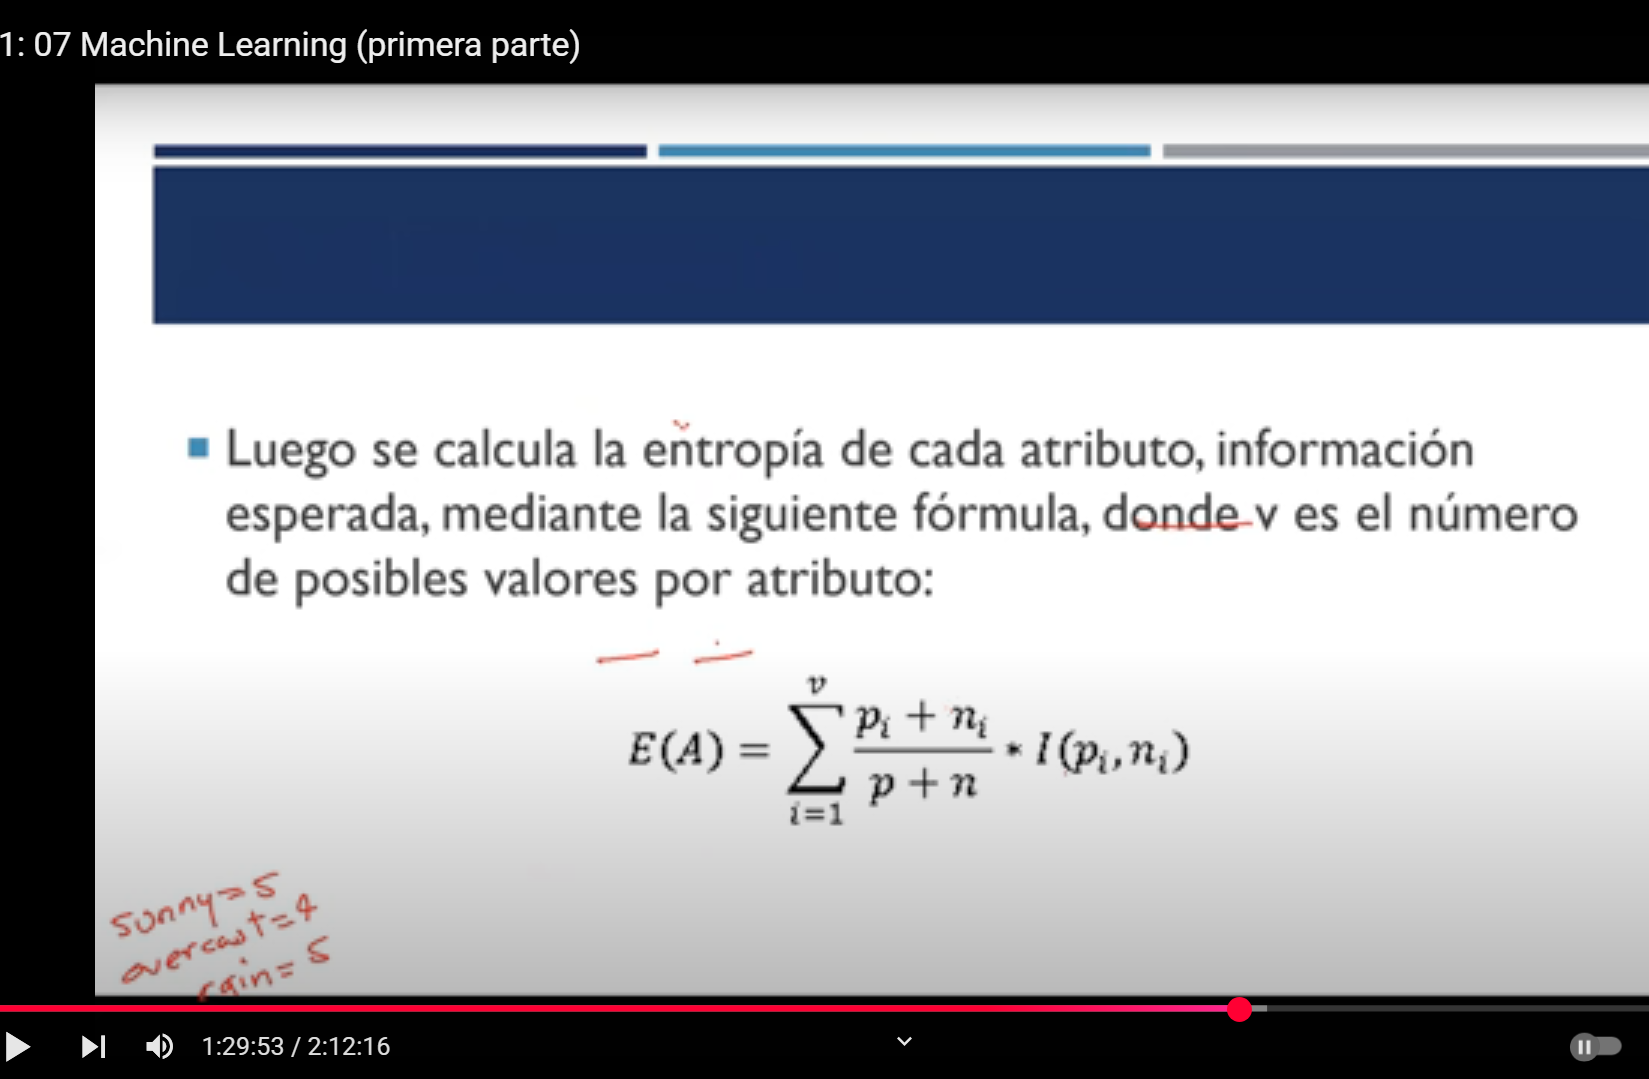 1: 07 Machine Learning (primera parte)
Luego se calcula la entropía de cada atributo, información
esperada, mediante la siguiente fórmula, donde v es el número
de posibles valores por atributo:
E(A) = \sum_{i=1}^{v} \frac{p_i + n_i}{p + n} * I(p_i, n_i)
sunny=5
overcast=4
rain=5
1:29:53 / 2:12:16